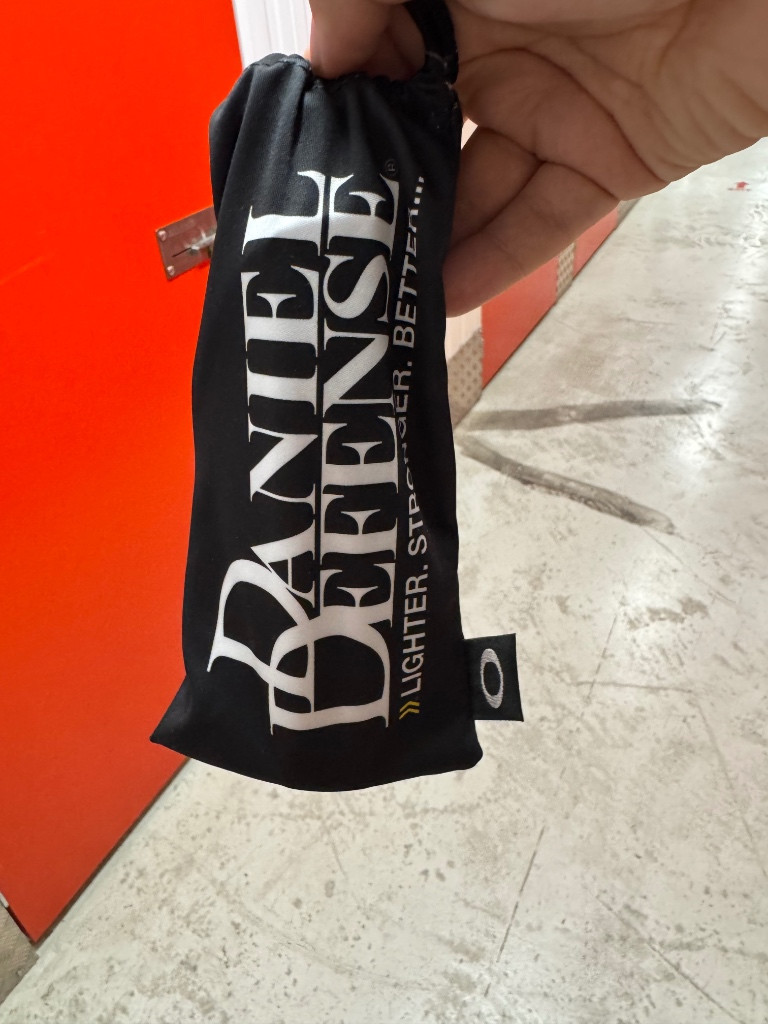 DANIEL
DEFENSE®
» LIGHTER. STRONGER. BETTER...